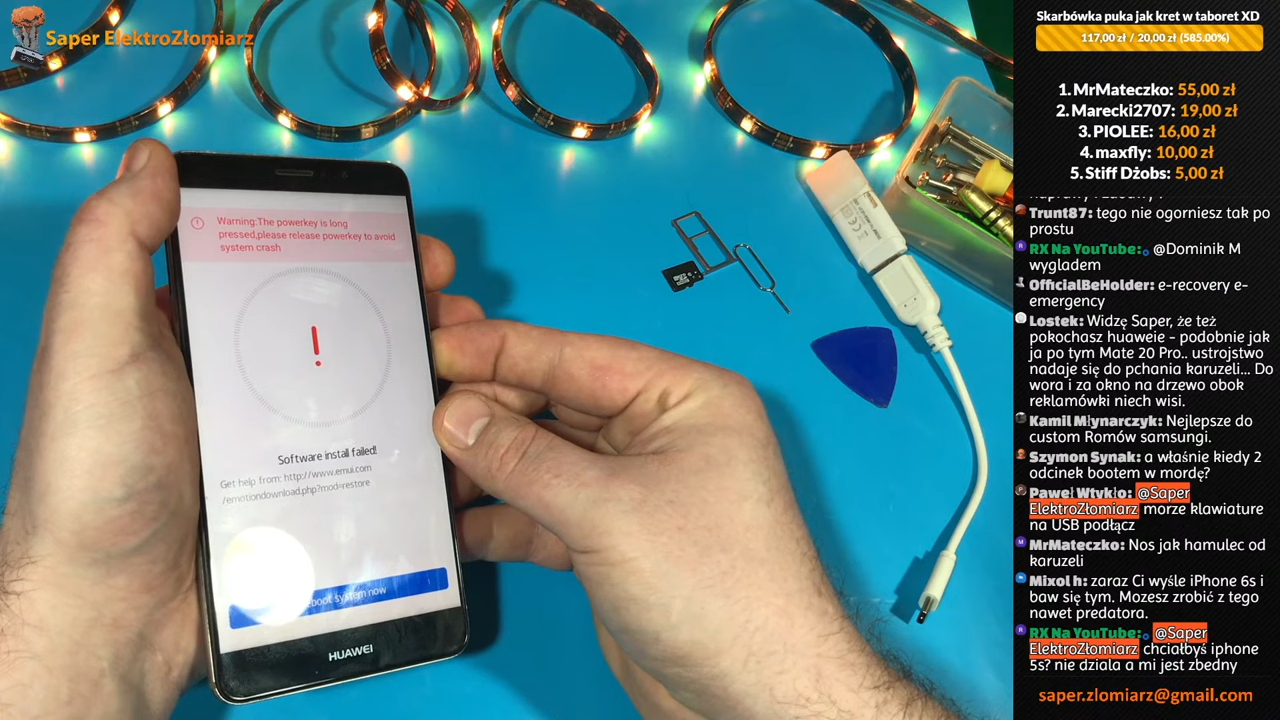 Saper ElektroZłomiarz
Warning:The powerkey is long
pressed,please release powerkey to avoid
system crash
Software install failed!
Get help from: http://www.emui.com
/emotiondownload.php?mod=restore
eboot system now
HUAWEI
Skarbówka puka jak kret w taboret XD
117,00 zł / 20,00 zł (585.00%)
1. MrMateczko: 55,00 zł
2. Marecki2707: 19,00 zł
3. PIOLEE: 16,00 zł
4. maxfly: 10,00 zł
5. Stiff Dżobs: 5,00 zł
Trunt87: tego nie ogorniesz tak po
prostu
RX Na YouTube: @Dominik M
wygladem
OfficialBeHolder: e-recovery e-
emergency
Lostek: Widzę Saper, że też
pokochasz huaweie - podobnie jak
ja po tym Mate 20 Pro.. ustrojstwo
nadaje się do pchania karuzeli... Do
wora i za okno na drzewo obok
reklamówki niech wisi.
Kamil Młynarczyk: Nejlepsze do
custom Romów samsungi.
Szymon Synak: a właśnie kiedy 2
odcinek bootem w mordę?
Paweł Wtykło: @Saper
ElektroZłomiarz morze klawiature
na USB podłącz
MrMateczko: Nos jak hamulec od
karuzeli
Mixol h: zaraz Ci wyśle iPhone 6s i
baw się tym. Mozesz zrobić z tego
nawet predatora.
RX Na YouTube: @Saper
ElektroZłomiarz chciałbyś iphone
5s? nie dziala a mi jest zbedny
saper.zlomiarz@gmail.com